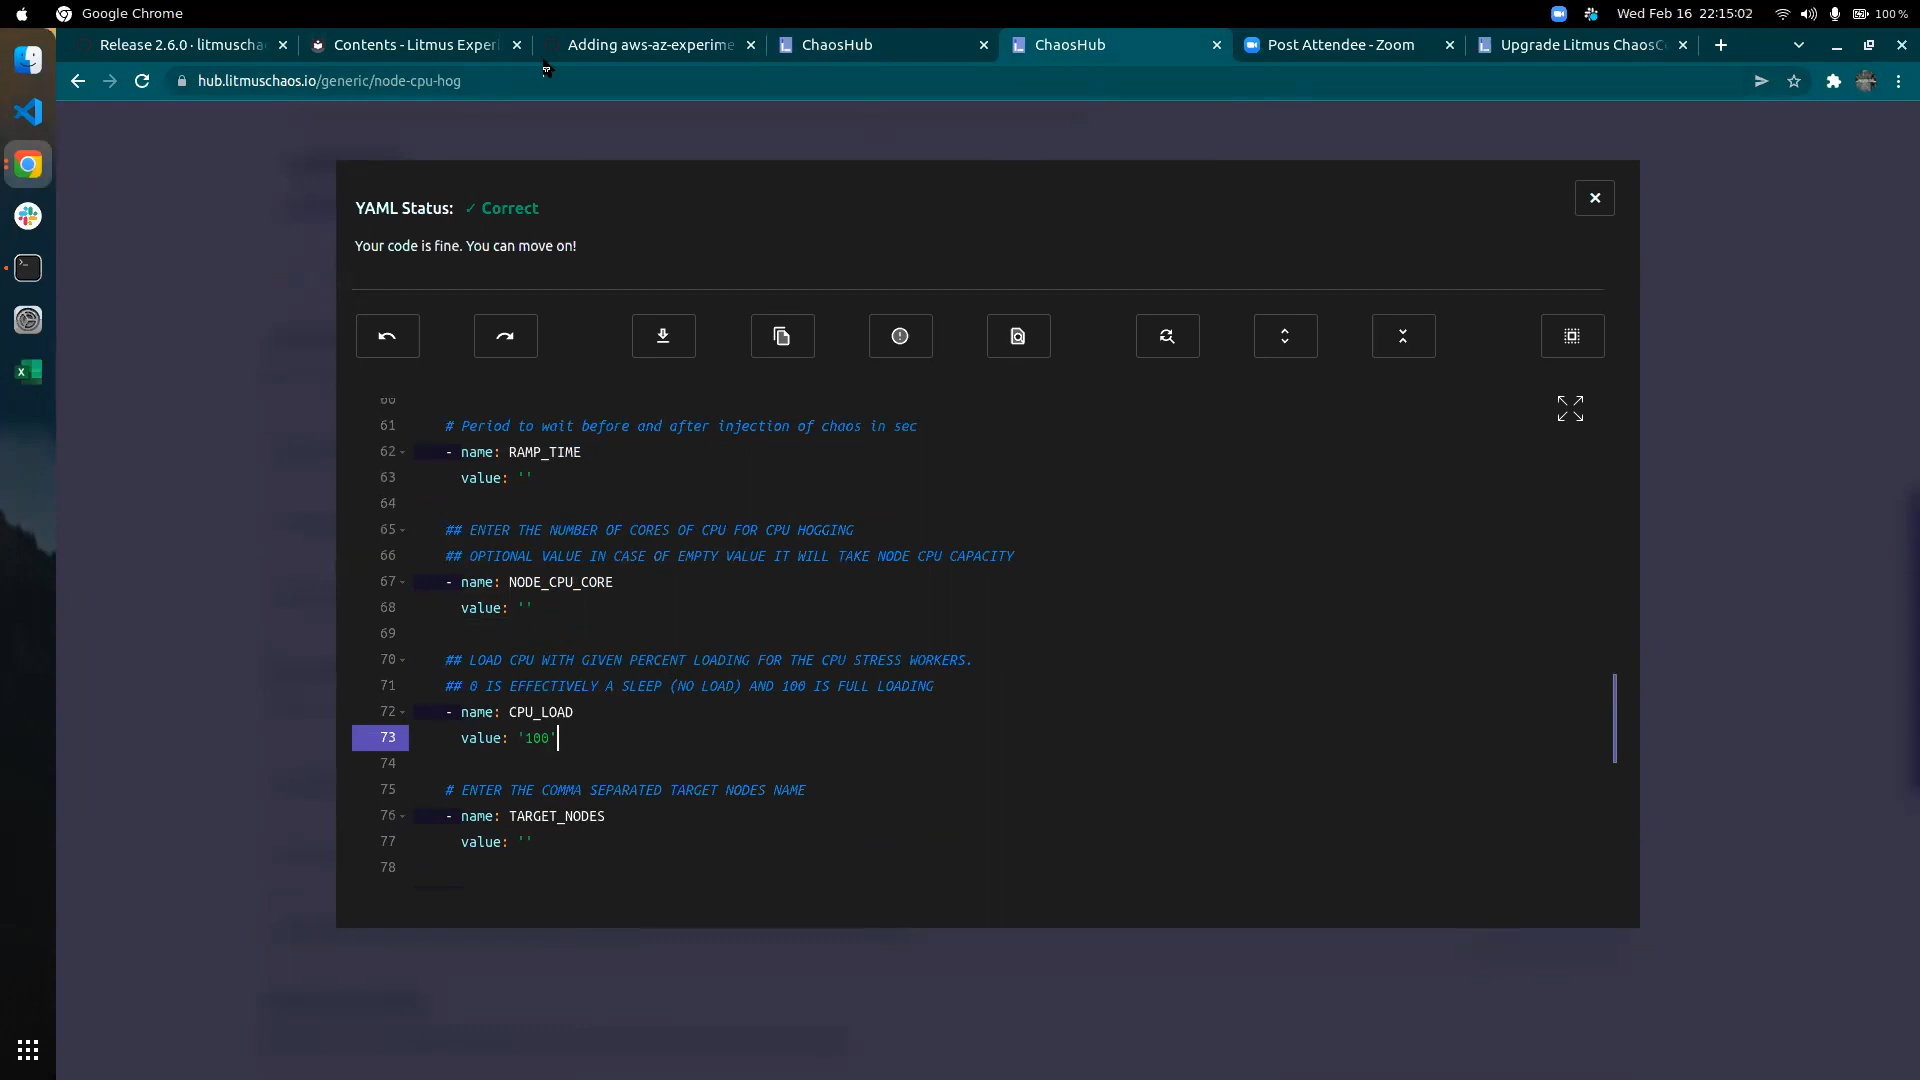 Google Chrome
Wed Feb 16 22:15:02
100 %
Release 2.6.0 · litmuscha
Contents - Litmus Experi
Adding aws-az-experime
ChaosHub
ChaosHub
Post Attendee - Zoom
Upgrade Litmus ChaosC
hub.litmuschaos.io/generic/node-cpu-hog
YAML Status: ✓ Correct
Your code is fine. You can move on!
60
61 # Period to wait before and after injection of chaos in sec
62 - name: RAMP_TIME
63 value: ''
64
65 ## ENTER THE NUMBER OF CORES OF CPU FOR CPU HOGGING
66 ## OPTIONAL VALUE IN CASE OF EMPTY VALUE IT WILL TAKE NODE CPU CAPACITY
67 - name: NODE_CPU_CORE
68 value: ''
69
70 ## LOAD CPU WITH GIVEN PERCENT LOADING FOR THE CPU STRESS WORKERS.
71 ## 0 IS EFFECTIVELY A SLEEP (NO LOAD) AND 100 IS FULL LOADING
72 - name: CPU_LOAD
73 value: '100'
74
75 # ENTER THE COMMA SEPARATED TARGET NODES NAME
76 - name: TARGET_NODES
77 value: ''
78